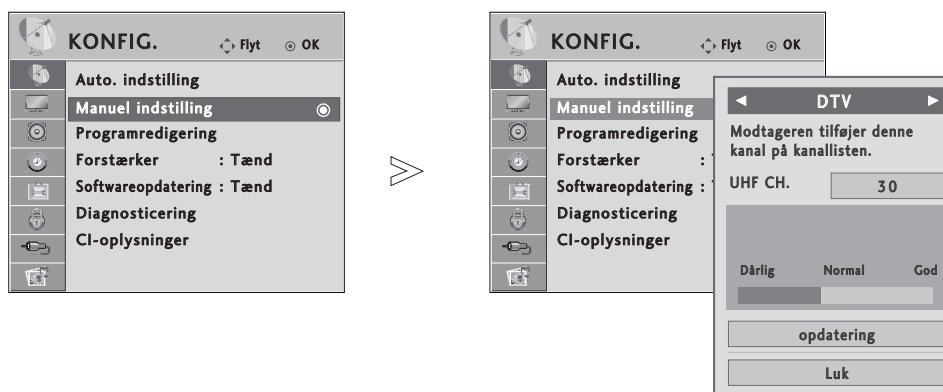 KONFIG. Flyt OK
Auto. indstilling
Manuel indstilling
Programredigering
Forstærker : Tænd
Softwareopdatering : Tænd
Diagnosticering
CI-oplysninger
KONFIG. Flyt OK
Auto. indstilling
Manuel indstilling
Programredigering
Forstærker :
Softwareopdatering :
Diagnosticering
CI-oplysninger
DTV
Modtageren tilføjer denne
kanal på kanallisten.
UHF CH. 30
Dårlig Normal God
opdatering
Luk